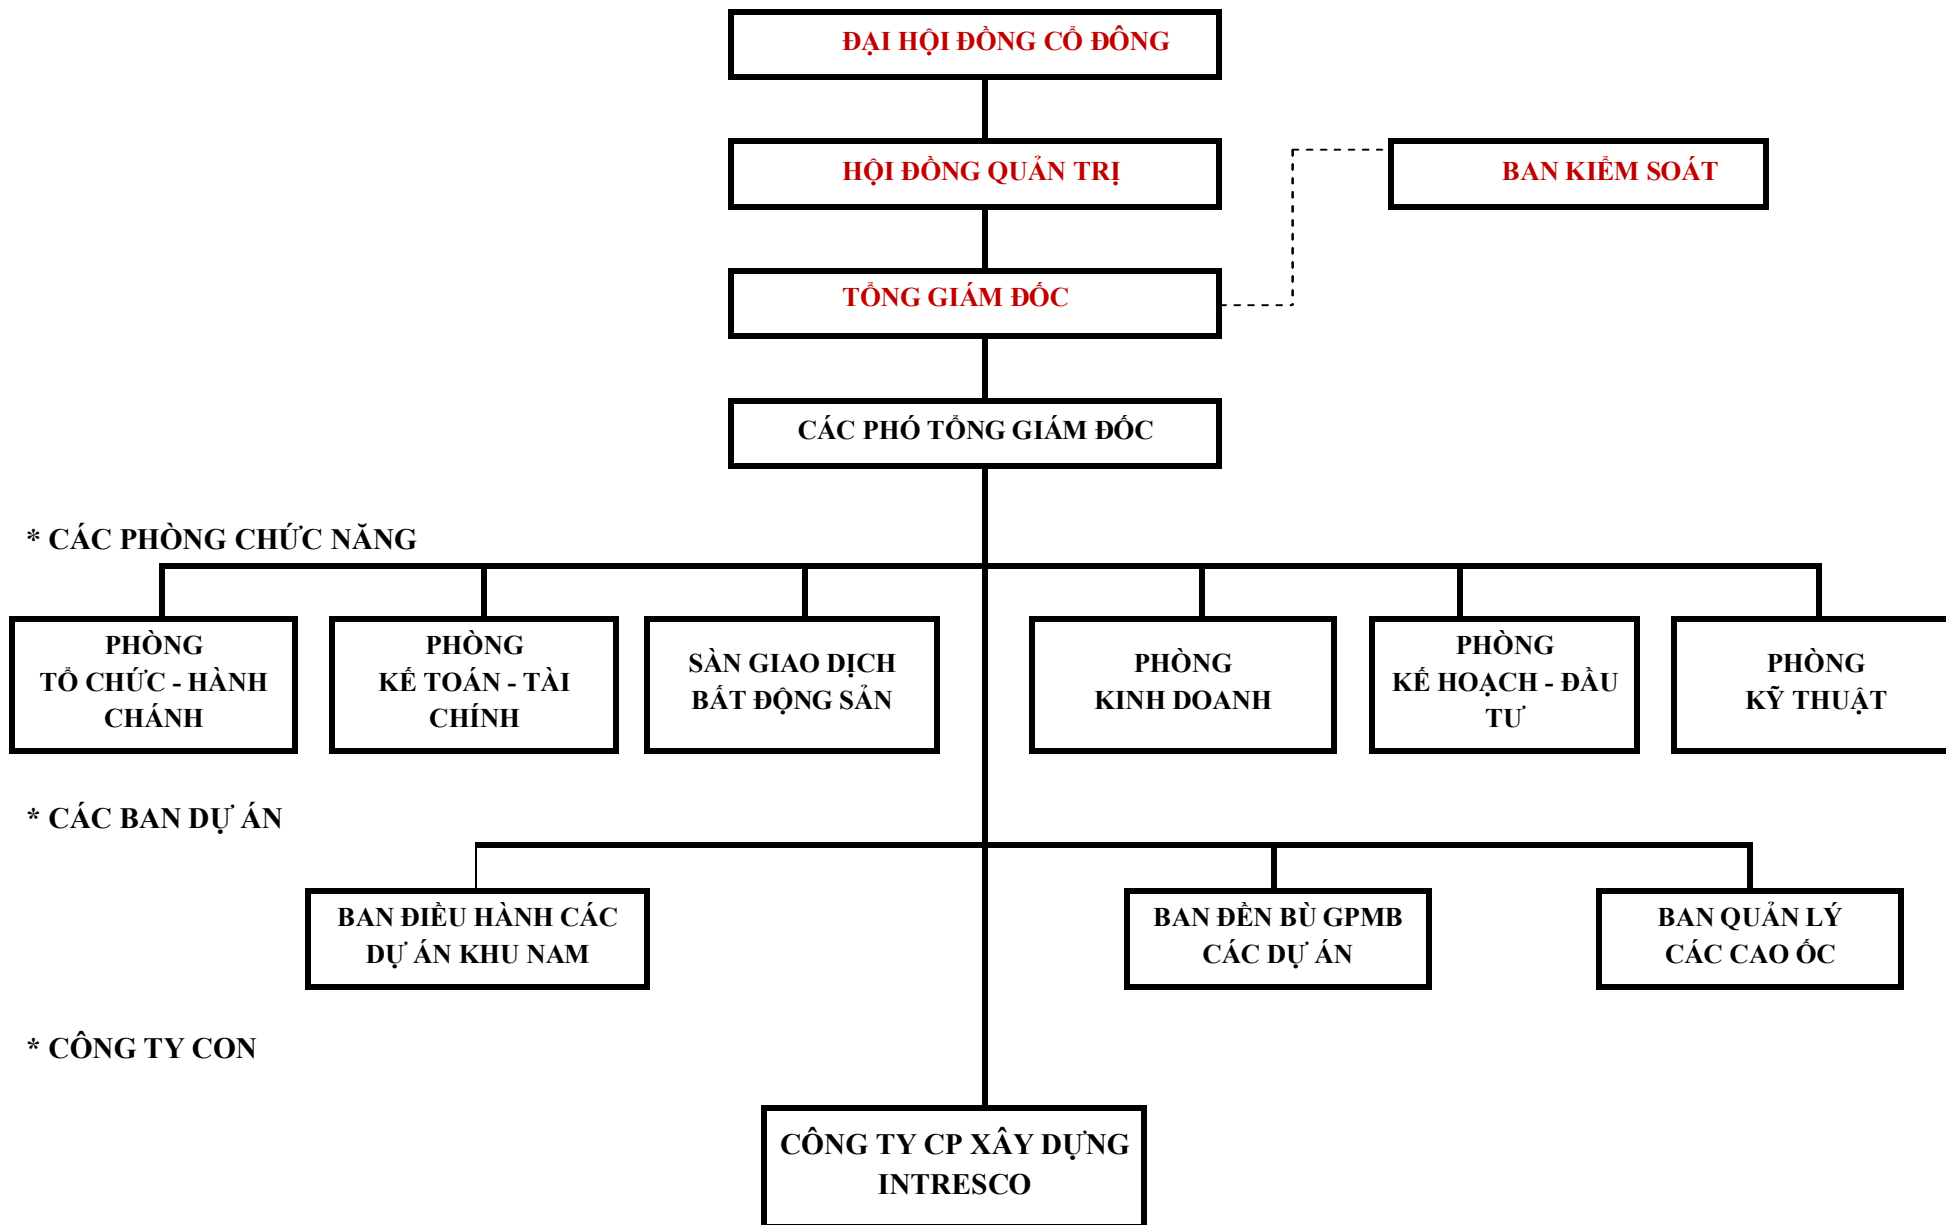 ĐẠI HỘI ĐỒNG CỔ ĐÔNG
HỘI ĐỒNG QUẢN TRỊ
BAN KIỂM SOÁT
TỔNG GIÁM ĐỐC
CÁC PHÓ TỔNG GIÁM ĐỐC
* CÁC PHÒNG CHỨC NĂNG
PHÒNG
TỔ CHỨC - HÀNH
CHÁNH
PHÒNG
KẾ TOÁN - TÀI
CHÍNH
SÀN GIAO DỊCH
BẤT ĐỘNG SẢN
PHÒNG
KINH DOANH
PHÒNG
KẾ HOẠCH - ĐẦU
TƯ
PHÒNG
KỸ THUẬT
* CÁC BAN DỰ ÁN
BAN ĐIỀU HÀNH CÁC
DỰ ÁN KHU NAM
BAN ĐỀN BÙ GPMB
CÁC DỰ ÁN
BAN QUẢN LÝ
CÁC CAO ỐC
* CÔNG TY CON
CÔNG TY CP XÂY DỰNG
INTRESCO